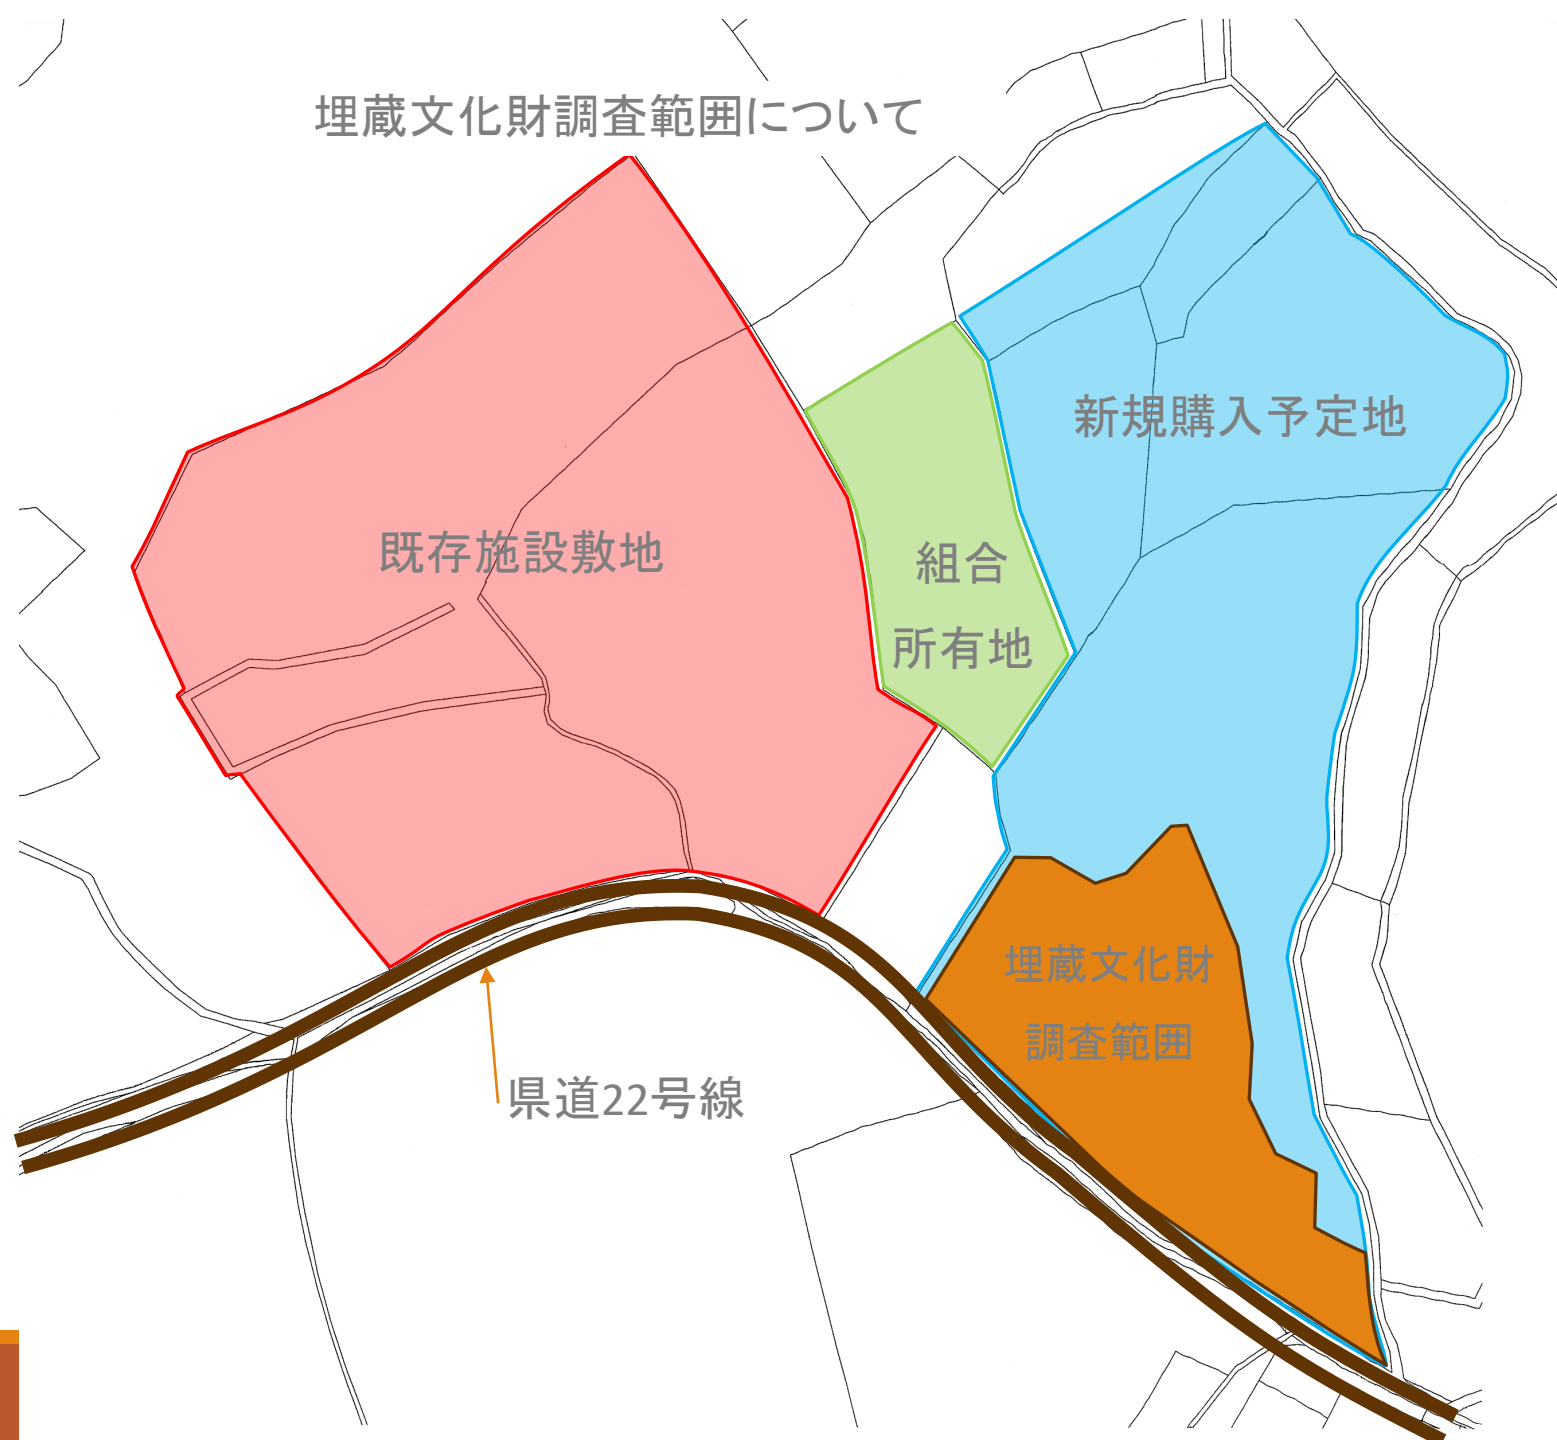 埋蔵文化財調査範囲について
新規購入予定地
既存施設敷地
組合
所有地
埋蔵文化財
調査範囲
県道22号線